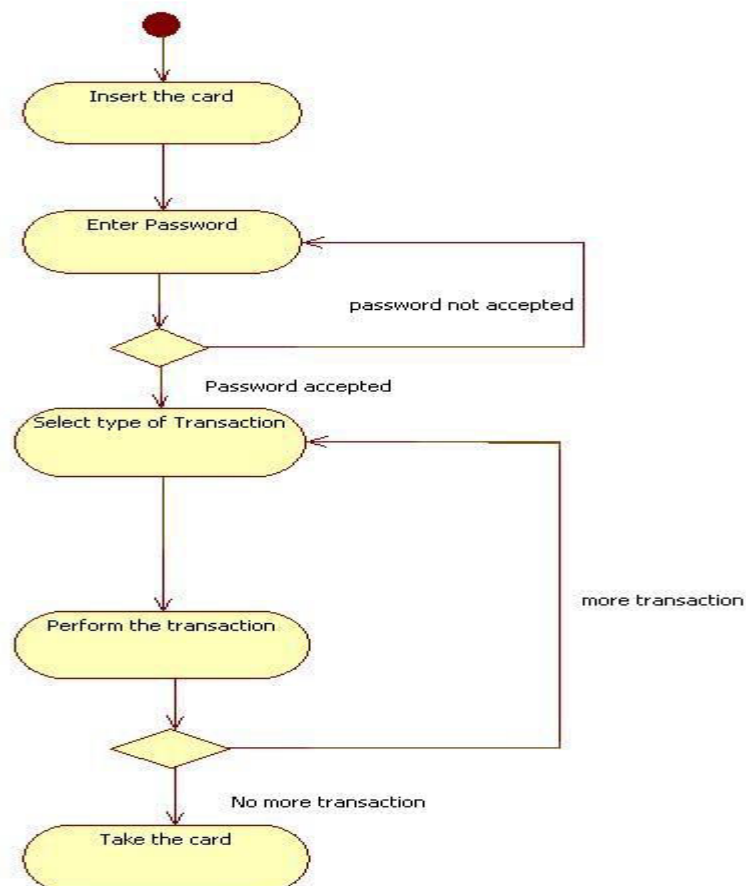 Insert the card
Enter Password
password not accepted
Password accepted
Select type of Transaction
more transaction
Perform the transaction
No more transaction
Take the card